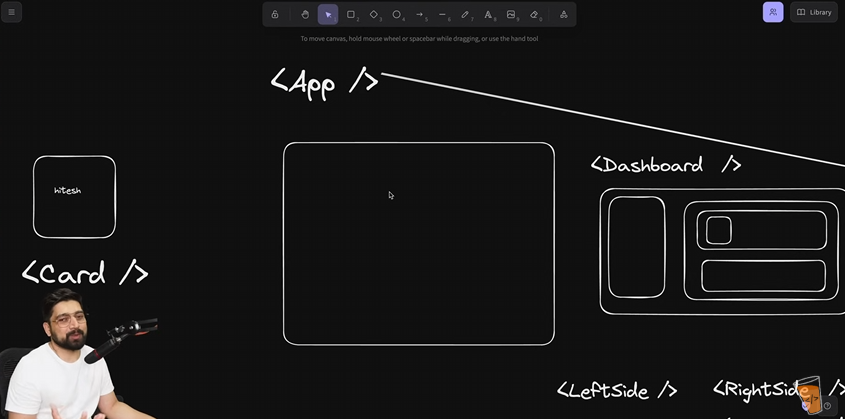 Library
To move canvas, hold mouse wheel or spacebar while dragging, or use the hand tool
<App />
<Dashboard />
hitesh
<Card />
<LeftSide />
<RightSide />